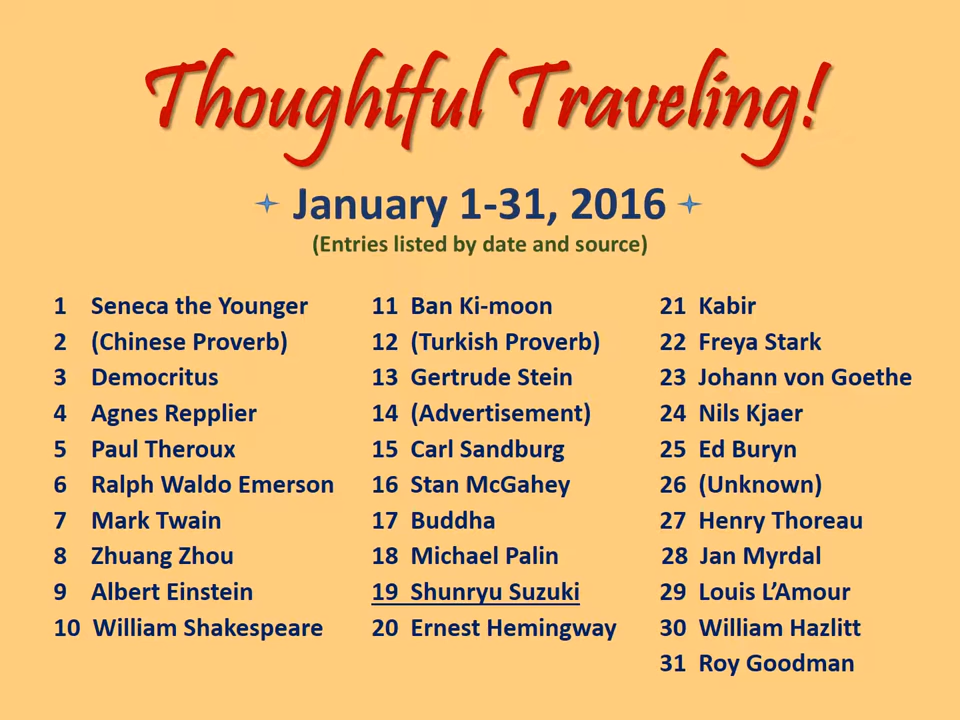 Thoughtful Traveling!
January 1-31, 2016
(Entries listed by date and source)
1 Seneca the Younger
2 (Chinese Proverb)
3 Democritus
4 Agnes Repplier
5 Paul Theroux
6 Ralph Waldo Emerson
7 Mark Twain
8 Zhuang Zhou
9 Albert Einstein
10 William Shakespeare
11 Ban Ki-moon
12 (Turkish Proverb)
13 Gertrude Stein
14 (Advertisement)
15 Carl Sandburg
16 Stan McGahey
17 Buddha
18 Michael Palin
19 Shunryu Suzuki
20 Ernest Hemingway
21 Kabir
22 Freya Stark
23 Johann von Goethe
24 Nils Kjaer
25 Ed Buryn
26 (Unknown)
27 Henry Thoreau
28 Jan Myrdal
29 Louis L’Amour
30 William Hazlitt
31 Roy Goodman